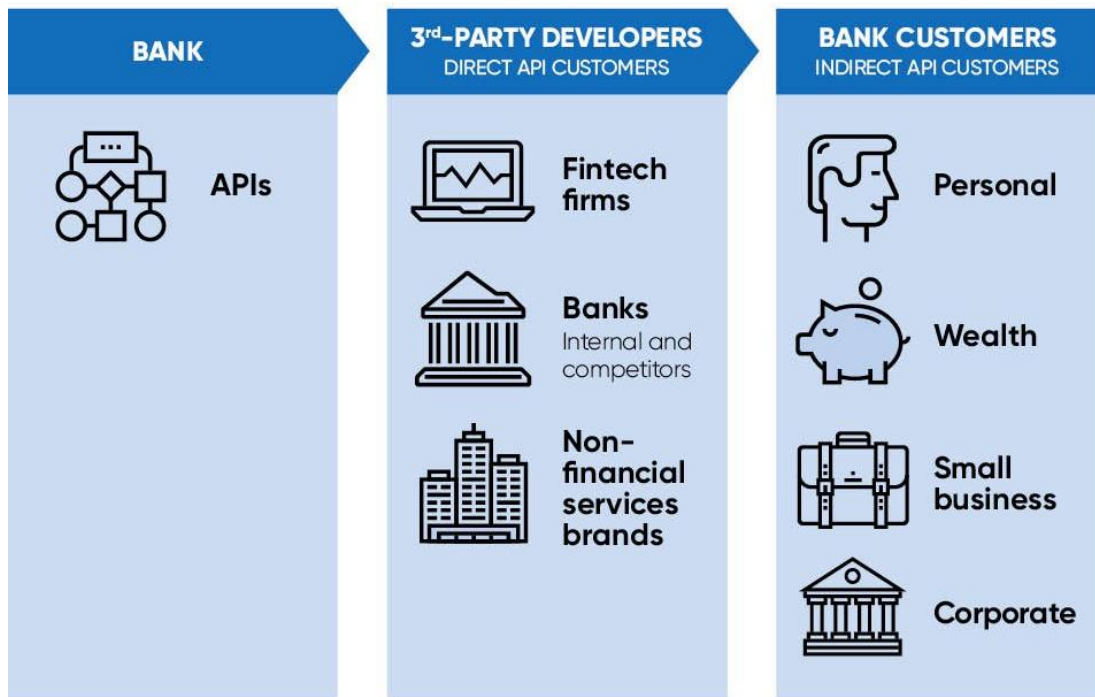 BANK
APIs
3rd-PARTY DEVELOPERS
DIRECT API CUSTOMERS
Fintech
firms
Banks
Internal and
competitors
Non-
financial
services
brands
BANK CUSTOMERS
INDIRECT API CUSTOMERS
Personal
Wealth
Small
business
Corporate